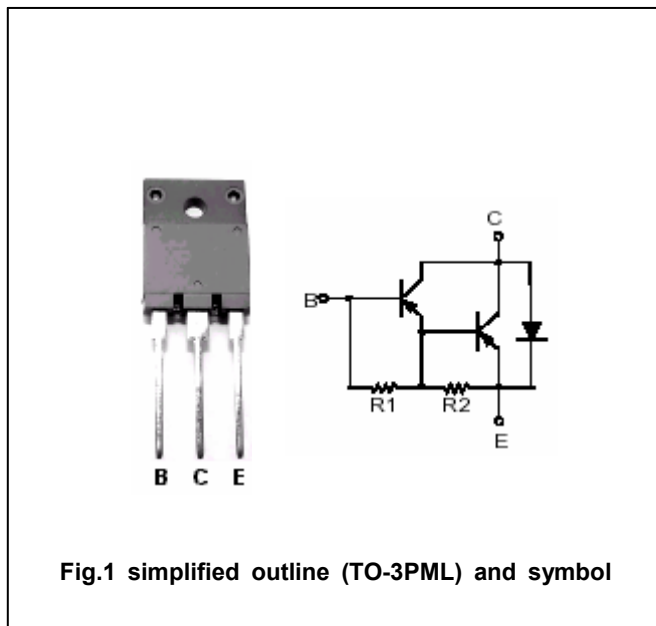 C
B
R1 R2
E
B C E
Fig.1 simplified outline (TO-3PML) and symbol